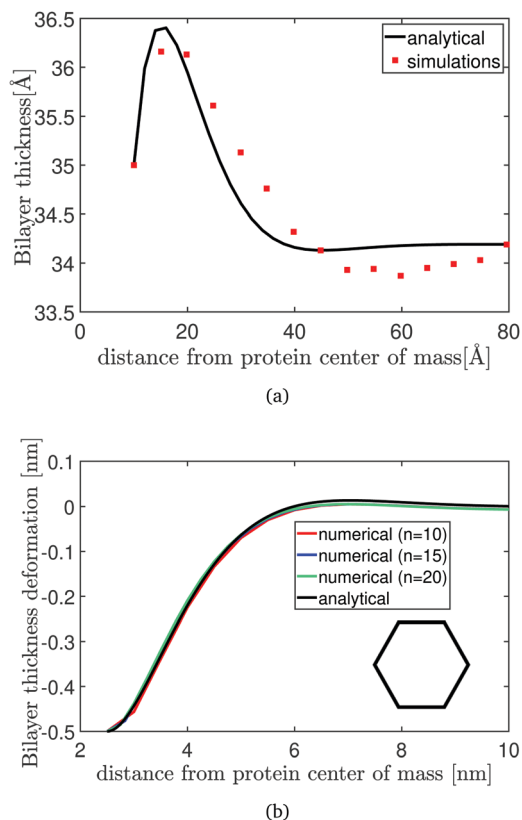 36.5
36
35.5
35
34.5
34
33.5
Bilayer thickness[Å]
analytical
simulations
0
20
40
60
80
distance from protein center of mass[Å]
(a)
0.1
0
-0.1
-0.2
-0.3
-0.4
-0.5
Bilayer thickness deformation [nm]
numerical (n=10)
numerical (n=15)
numerical (n=20)
analytical
2
4
6
8
10
distance from protein center of mass [nm]
(b)